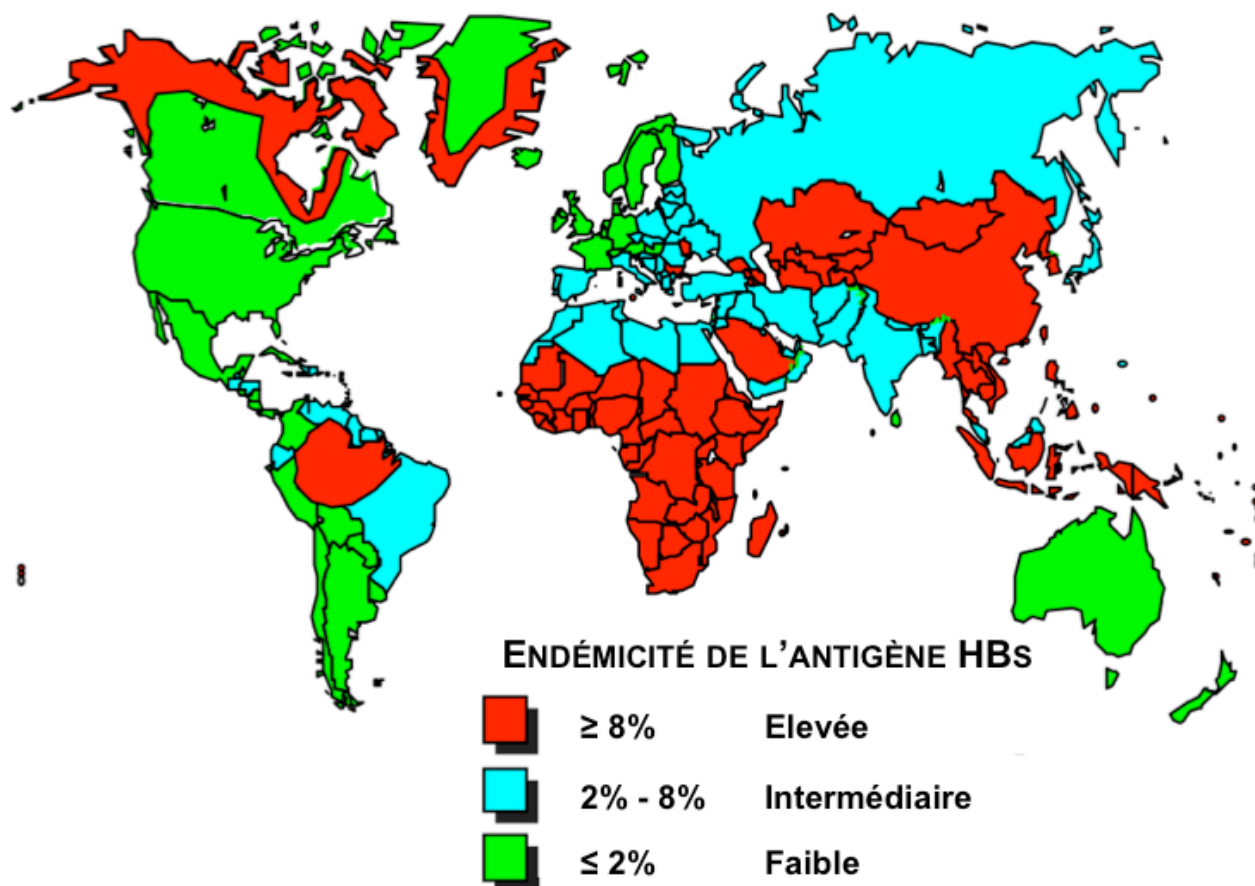 ENDÉMICITÉ DE L'ANTIGÈNE HBS
≥ 8% Elevée
2% - 8% Intermédiaire
≤ 2% Faible